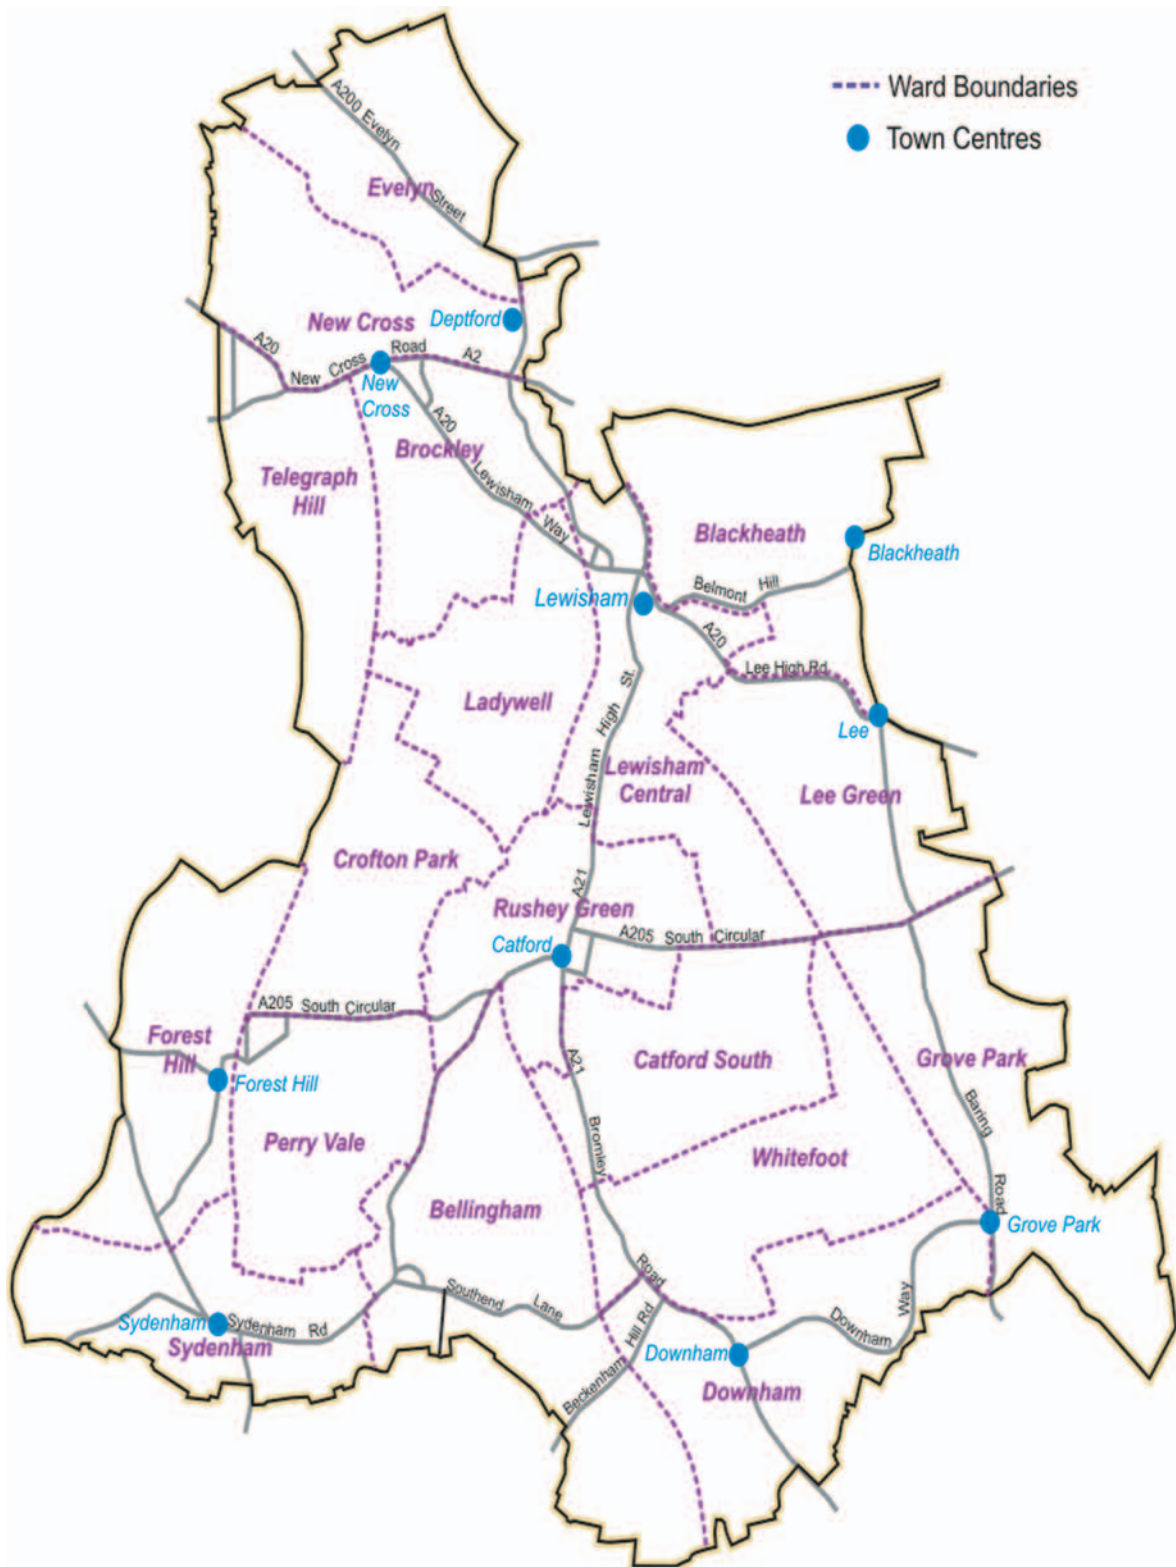 Ward Boundaries
Town Centres
A200 Evelyn
Street
Evelyn
New Cross
Deptford
A20
New Cross Road A2
New
Cross
A20
Brockley
Lewisham
Way
Telegraph
Hill
Blackheath
Blackheath
Belmont Hill
Lewisham
A20
Lee High Rd
Ladywell
Lewisham High St.
Lee
Lewisham
Central
Lee Green
Crofton Park
A21
Rushey Green
Catford
A205 South Circular
A205 South Circular
Forest
Hill
Forest Hill
A21
Catford South
Grove Park
Baring
Road
Perry Vale
Bromley
Road
Whitefoot
Bellingham
Grove Park
Southend Lane
Sydenham
Sydenham Rd
Sydenham
Beckenham Hill Rd
Downham
Downham
Way
Downham